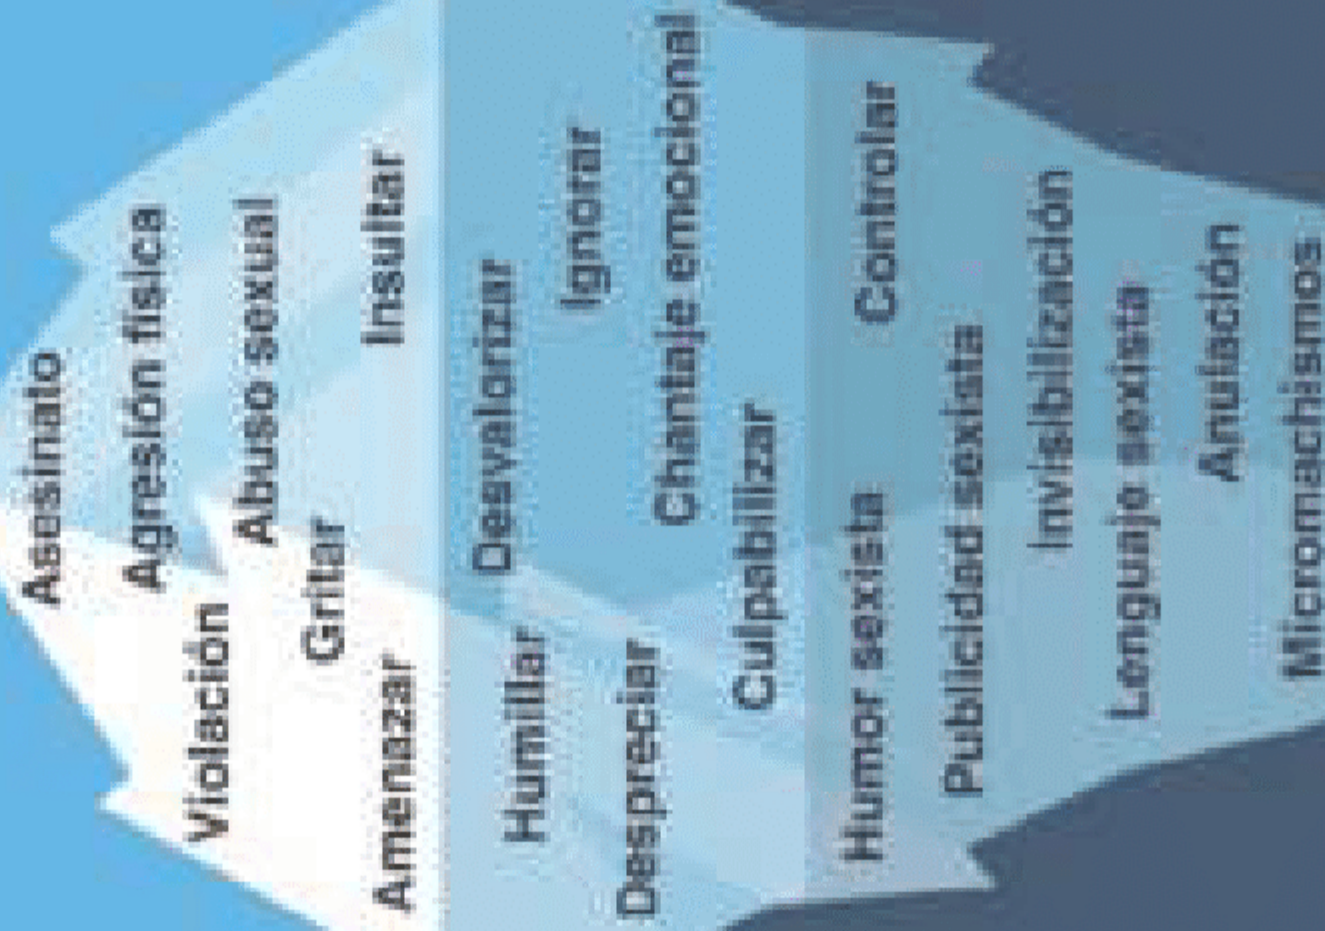 Asesinato
Agresión física
Violación
Abuso sexual
Gritar
Amenazar
Insultar
Desvalorizar
Humillar
Ignorar
Despreciar
Chantaje emocional
Culpabilizar
Humor sexista
Controlar
Publicidad sexista
Invisibilización
Lenguaje sexista
Anulación
Micromachismos